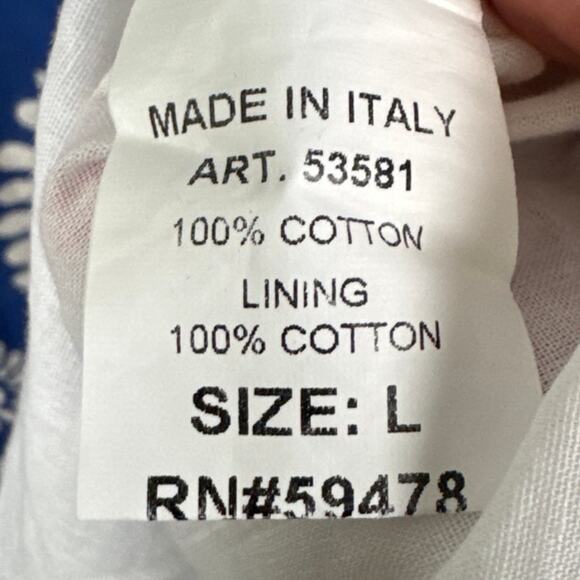 MADE IN ITALY
ART. 53581
100% COTTON
LINING
100% COTTON
SIZE: L
RN#59478